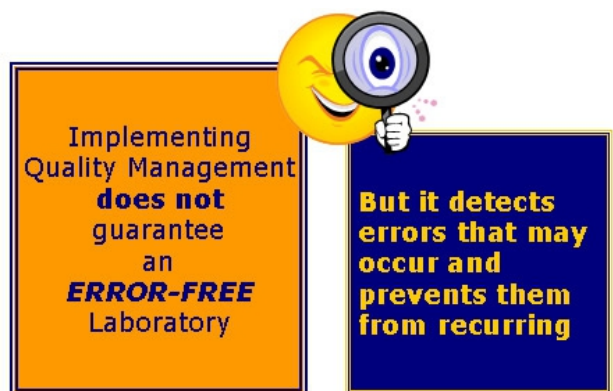 Implementing
Quality Management
does not
guarantee
an
ERROR-FREE
Laboratory
But it detects
errors that may
occur and
prevents them
from recurring